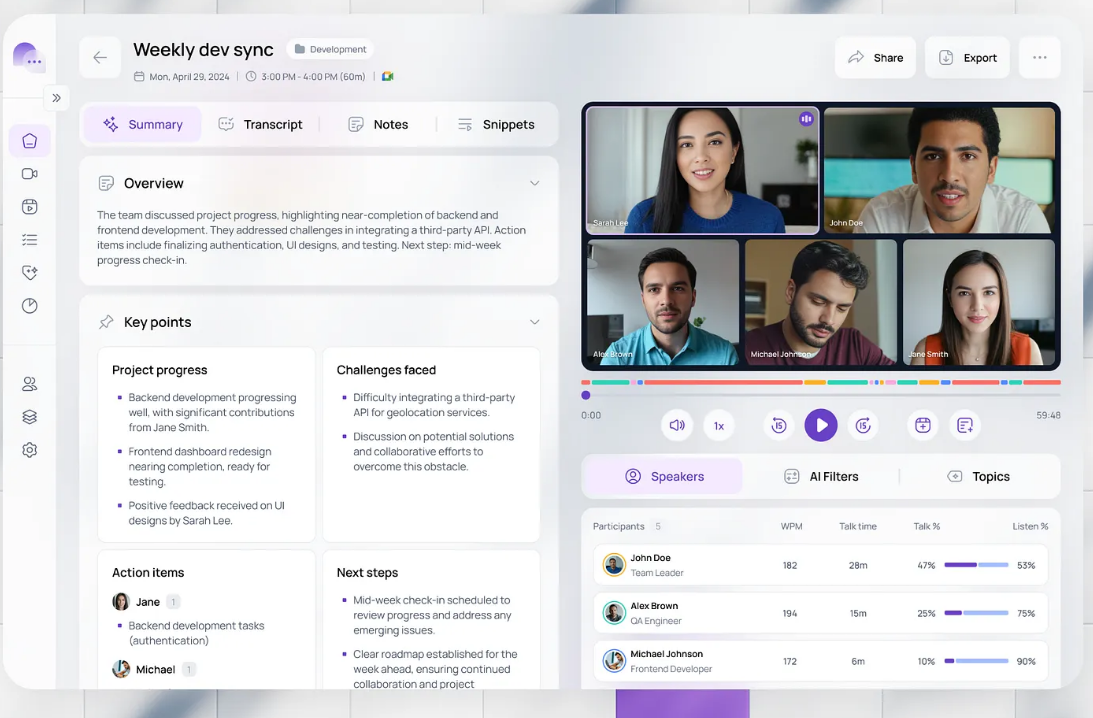 Weekly dev sync
Development
Mon, April 29, 2024
3:00 PM - 4:00 PM (60m)
Share
Export
Summary
Transcript
Notes
Snippets
Overview
The team discussed project progress, highlighting near-completion of backend and
frontend development. They addressed challenges in integrating a third-party API. Action
items include finalizing authentication, UI designs, and testing. Next step: mid-week
progress check-in.
Key points
Project progress
Backend development progressing
well, with significant contributions
from Jane Smith.
Frontend dashboard redesign
nearing completion, ready for
testing.
Positive feedback received on UI
designs by Sarah Lee.
Challenges faced
Difficulty integrating a third-party
API for geolocation services.
Discussion on potential solutions
and collaborative efforts to
overcome this obstacle.
Action items
Jane 1
Backend development tasks
(authentication)
Michael 1
Next steps
Mid-week check-in scheduled to
review progress and address any
emerging issues.
Clear roadmap established for the
week ahead, ensuring continued
collaboration and project
Sarah Lee
John Doe
Alex Brown
Michael Johnson
Jane Smith
0:00
59:48
1x
15
15
Speakers
AI Filters
Topics
Participants 5 WPM Talk time Talk % Listen %
John Doe
Team Leader
182 28m 47% 53%
Alex Brown
QA Engineer
194 15m 25% 75%
Michael Johnson
Frontend Developer
172 6m 10% 90%